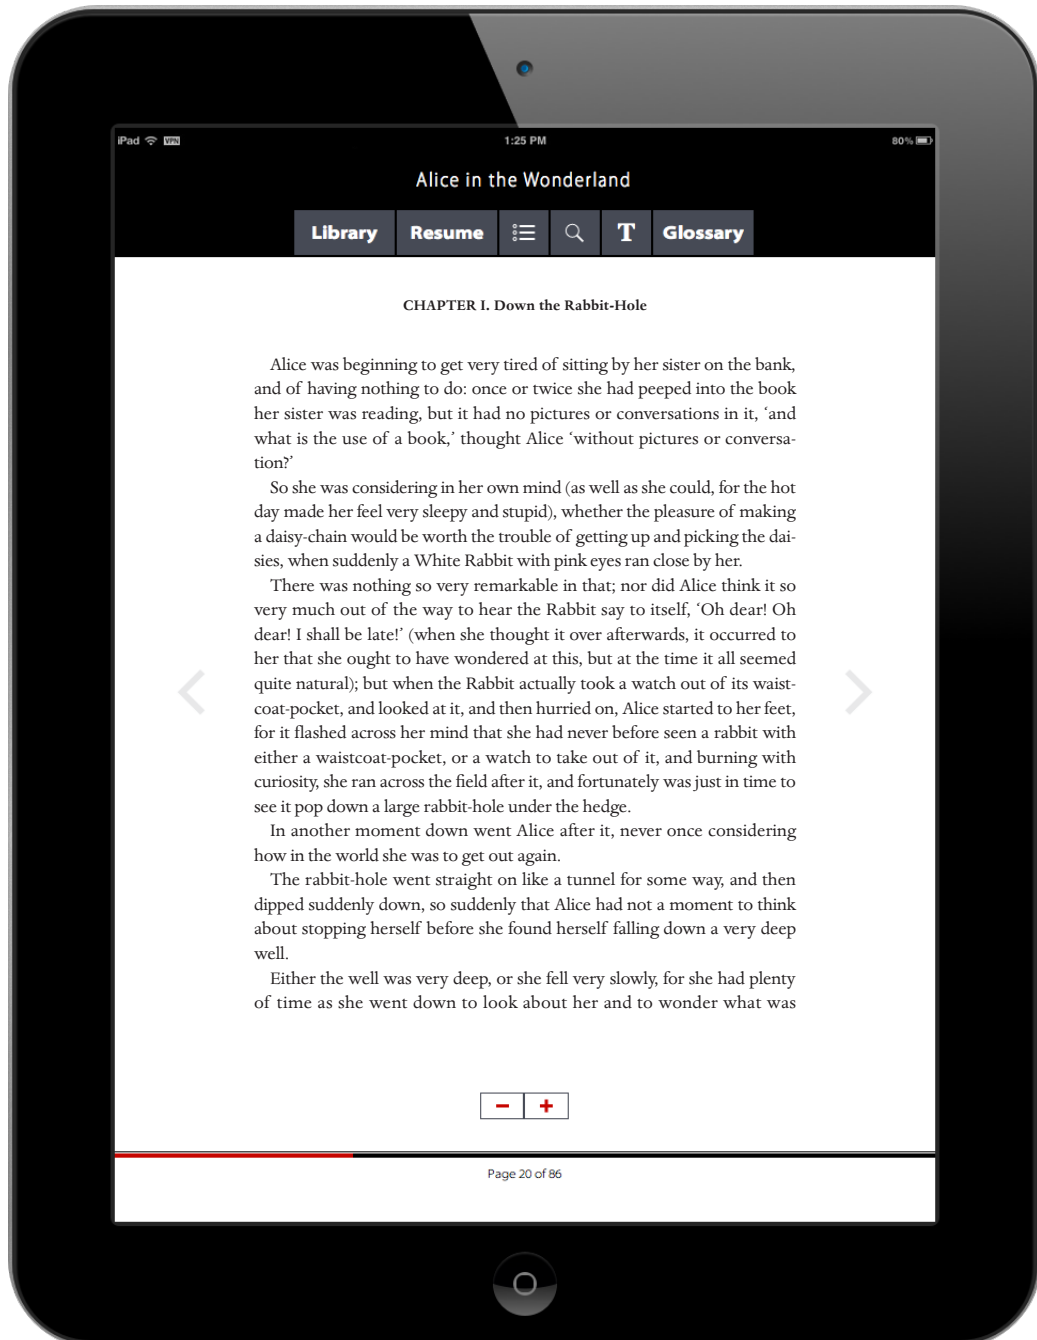 iPad VPN 1:25 PM 80%
Alice in the Wonderland
Library Resume T Glossary
CHAPTER I. Down the Rabbit-Hole
Alice was beginning to get very tired of sitting by her sister on the bank,
and of having nothing to do: once or twice she had peeped into the book
her sister was reading, but it had no pictures or conversations in it, ‘and
what is the use of a book,’ thought Alice ‘without pictures or conversa-
tion?’
So she was considering in her own mind (as well as she could, for the hot
day made her feel very sleepy and stupid), whether the pleasure of making
a daisy-chain would be worth the trouble of getting up and picking the dai-
sies, when suddenly a White Rabbit with pink eyes ran close by her.
There was nothing so very remarkable in that; nor did Alice think it so
very much out of the way to hear the Rabbit say to itself, ‘Oh dear! Oh
dear! I shall be late!’ (when she thought it over afterwards, it occurred to
her that she ought to have wondered at this, but at the time it all seemed
quite natural); but when the Rabbit actually took a watch out of its waist-
coat-pocket, and looked at it, and then hurried on, Alice started to her feet,
for it flashed across her mind that she had never before seen a rabbit with
either a waistcoat-pocket, or a watch to take out of it, and burning with
curiosity, she ran across the field after it, and fortunately was just in time to
see it pop down a large rabbit-hole under the hedge.
In another moment down went Alice after it, never once considering
how in the world she was to get out again.
The rabbit-hole went straight on like a tunnel for some way, and then
dipped suddenly down, so suddenly that Alice had not a moment to think
about stopping herself before she found herself falling down a very deep
well.
Either the well was very deep, or she fell very slowly, for she had plenty
of time as she went down to look about her and to wonder what was
− +
Page 20 of 86